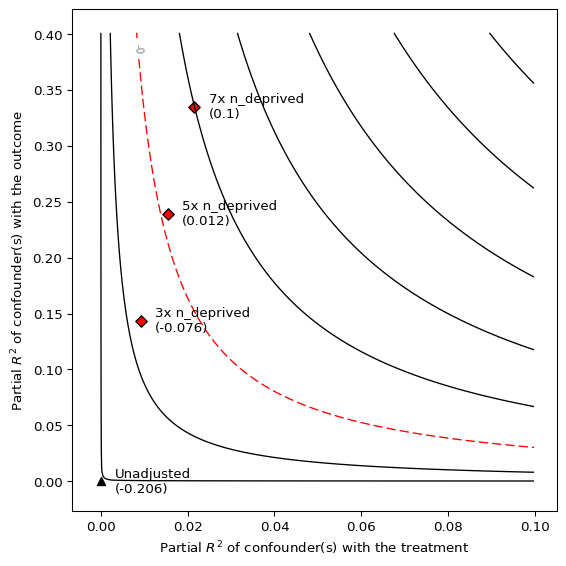 0.40
0.35
0.30
0.25
0.20
0.15
0.10
0.05
0.00
Partial R² of confounder(s) with the outcome
0
7x n_deprived
(0.1)
5x n_deprived
(0.012)
3x n_deprived
(-0.076)
Unadjusted
(-0.206)
0.00 0.02 0.04 0.06 0.08 0.10
Partial R² of confounder(s) with the treatment